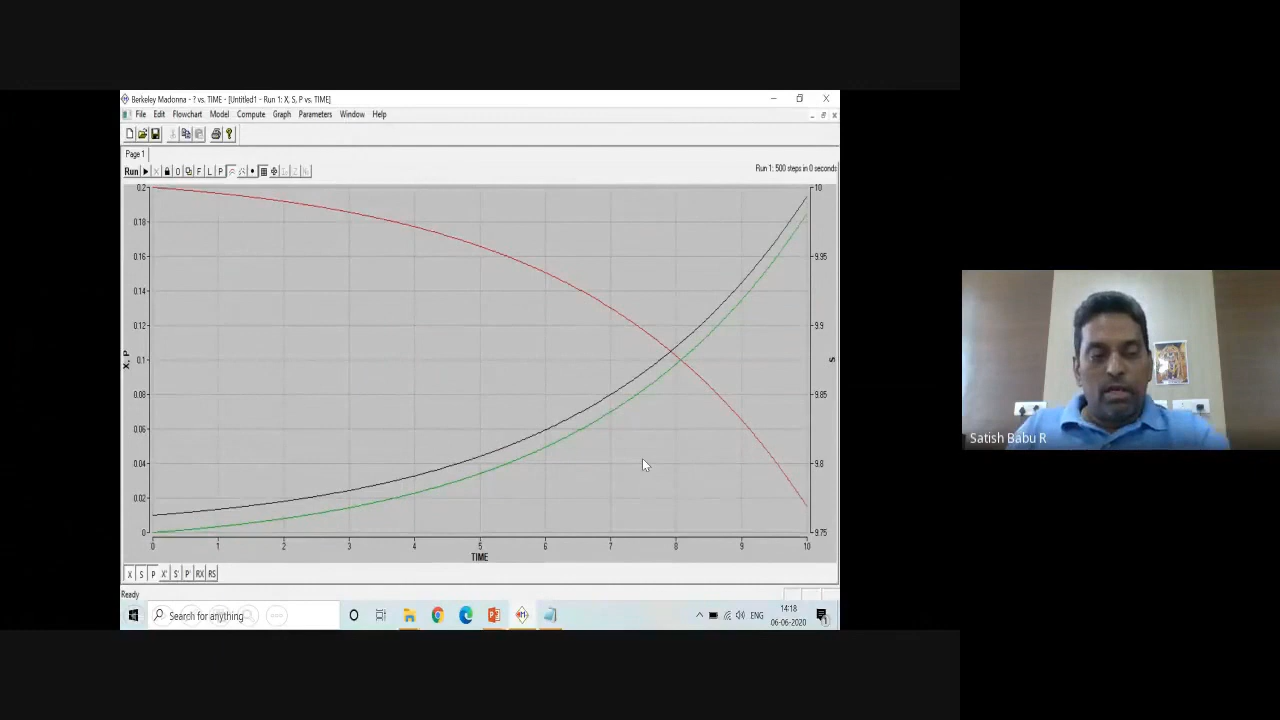 Berkeley Madonna - ? vs. TIME - [Untitled1 - Run 1: X, S, P vs. TIME]
File Edit Flowchart Model Compute Graph Parameters Window Help
Page 1
Run O F L P
Run 1: 500 steps in 0 seconds
0.2
0.18
0.16
0.14
0.12
0.1
0.08
0.06
0.04
0.02
0
X, P
10
9.95
9.9
9.85
9.8
9.75
S
0 1 2 3 4 5 6 7 8 9 10
TIME
X S P X' S' P' RX RS
Ready
Search for anything
ENG
14:18
06-06-2020
Satish Babu R